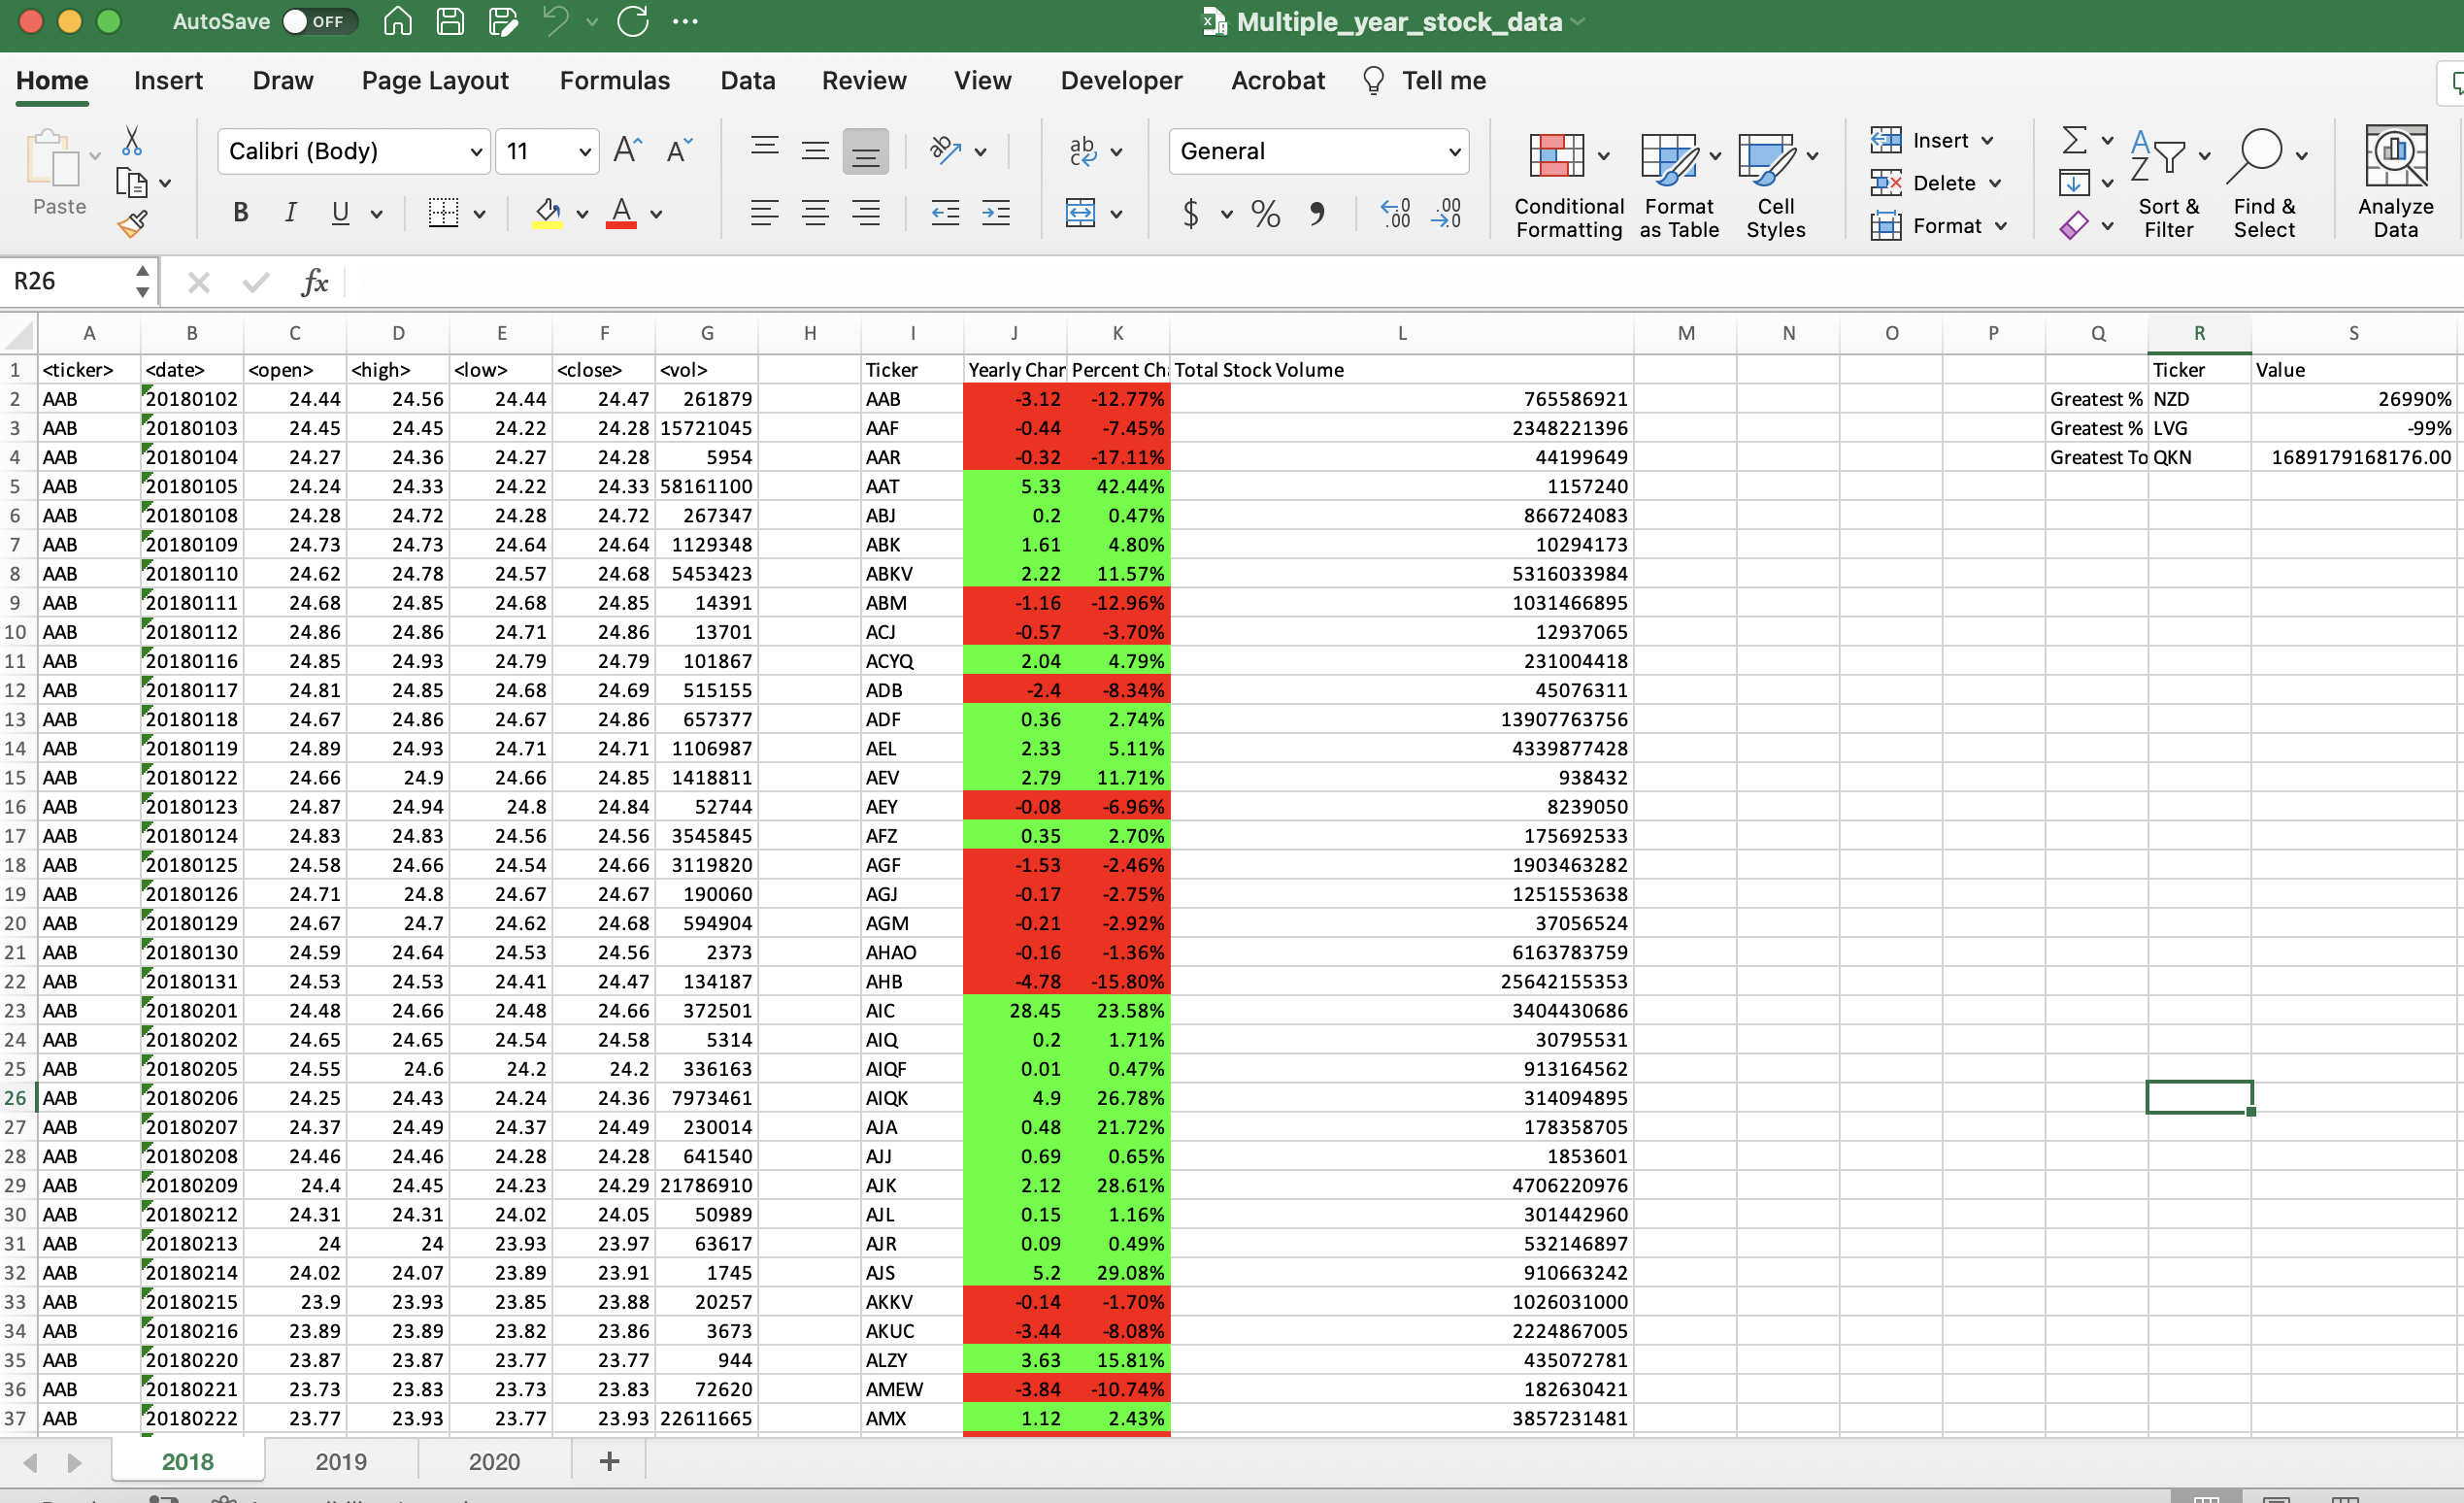 AutoSave OFF Multiple_year_stock_data
Home Insert Draw Page Layout Formulas Data Review View Developer Acrobat Tell me
Paste Calibri (Body) 11 General Conditional Formatting Format as Table Cell Styles Insert Delete Format Sort & Filter Find & Select Analyze Data
R26 fx
A B C D E F G H I J K L M N O P Q R S
1 <ticker> <date> <open> <high> <low> <close> <vol> Ticker Yearly Char Percent Ch Total Stock Volume Ticker Value
2 AAB 20180102 24.44 24.56 24.44 24.47 261879 AAB -3.12 -12.77% 765586921 Greatest % NZD 26990%
3 AAB 20180103 24.45 24.45 24.22 24.28 15721045 AAF -0.44 -7.45% 2348221396 Greatest % LVG -99%
4 AAB 20180104 24.27 24.36 24.27 24.28 5954 AAR -0.32 -17.11% 44199649 Greatest To QKN 1689179168176.00
5 AAB 20180105 24.24 24.33 24.22 24.33 58161100 AAT 5.33 42.44% 1157240
6 AAB 20180108 24.28 24.72 24.28 24.72 267347 ABJ 0.2 0.47% 866724083
7 AAB 20180109 24.73 24.73 24.64 24.64 1129348 ABK 1.61 4.80% 10294173
8 AAB 20180110 24.62 24.78 24.57 24.68 5453423 ABKV 2.22 11.57% 5316033984
9 AAB 20180111 24.68 24.85 24.68 24.85 14391 ABM -1.16 -12.96% 1031466895
10 AAB 20180112 24.86 24.86 24.71 24.86 13701 ACJ -0.57 -3.70% 12937065
11 AAB 20180116 24.85 24.93 24.79 24.79 101867 ACYQ 2.04 4.79% 231004418
12 AAB 20180117 24.81 24.85 24.68 24.69 515155 ADB -2.4 -8.34% 45076311
13 AAB 20180118 24.67 24.86 24.67 24.86 657377 ADF 0.36 2.74% 13907763756
14 AAB 20180119 24.89 24.93 24.71 24.71 1106987 AEL 2.33 5.11% 4339877428
15 AAB 20180122 24.66 24.9 24.66 24.85 1418811 AEV 2.79 11.71% 938432
16 AAB 20180123 24.87 24.94 24.8 24.84 52744 AEY -0.08 -6.96% 8239050
17 AAB 20180124 24.83 24.83 24.56 24.56 3545845 AFZ 0.35 2.70% 175692533
18 AAB 20180125 24.58 24.66 24.54 24.66 3119820 AGF -1.53 -2.46% 1903463282
19 AAB 20180126 24.71 24.8 24.67 24.67 190060 AGJ -0.17 -2.75% 1251553638
20 AAB 20180129 24.67 24.7 24.62 24.68 594904 AGM -0.21 -2.92% 37056524
21 AAB 20180130 24.59 24.64 24.53 24.56 2373 AHAO -0.16 -1.36% 6163783759
22 AAB 20180131 24.53 24.53 24.41 24.47 134187 AHB -4.78 -15.80% 25642155353
23 AAB 20180201 24.48 24.66 24.48 24.66 372501 AIC 28.45 23.58% 3404430686
24 AAB 20180202 24.65 24.65 24.54 24.58 5314 AIQ 0.2 1.71% 30795531
25 AAB 20180205 24.55 24.6 24.2 24.2 336163 AIQF 0.01 0.47% 913164562
26 AAB 20180206 24.25 24.43 24.24 24.36 7973461 AIQK 4.9 26.78% 314094895
27 AAB 20180207 24.37 24.49 24.37 24.49 230014 AJA 0.48 21.72% 178358705
28 AAB 20180208 24.46 24.46 24.28 24.28 641540 AJJ 0.69 0.65% 1853601
29 AAB 20180209 24.4 24.45 24.23 24.29 21786910 AJK 2.12 28.61% 4706220976
30 AAB 20180212 24.31 24.31 24.02 24.05 50989 AJL 0.15 1.16% 301442960
31 AAB 20180213 24 24 23.93 23.97 63617 AJR 0.09 0.49% 532146897
32 AAB 20180214 24.02 24.07 23.89 23.91 1745 AJS 5.2 29.08% 910663242
33 AAB 20180215 23.9 23.93 23.85 23.88 20257 AKKV -0.14 -1.70% 1026031000
34 AAB 20180216 23.89 23.89 23.82 23.86 3673 AKUC -3.44 -8.08% 2224867005
35 AAB 20180220 23.87 23.87 23.77 23.77 944 ALZY 3.63 15.81% 435072781
36 AAB 20180221 23.73 23.83 23.73 23.83 72620 AMEW -3.84 -10.74% 182630421
37 AAB 20180222 23.77 23.93 23.77 23.93 22611665 AMX 1.12 2.43% 3857231481
2018 2019 2020 +